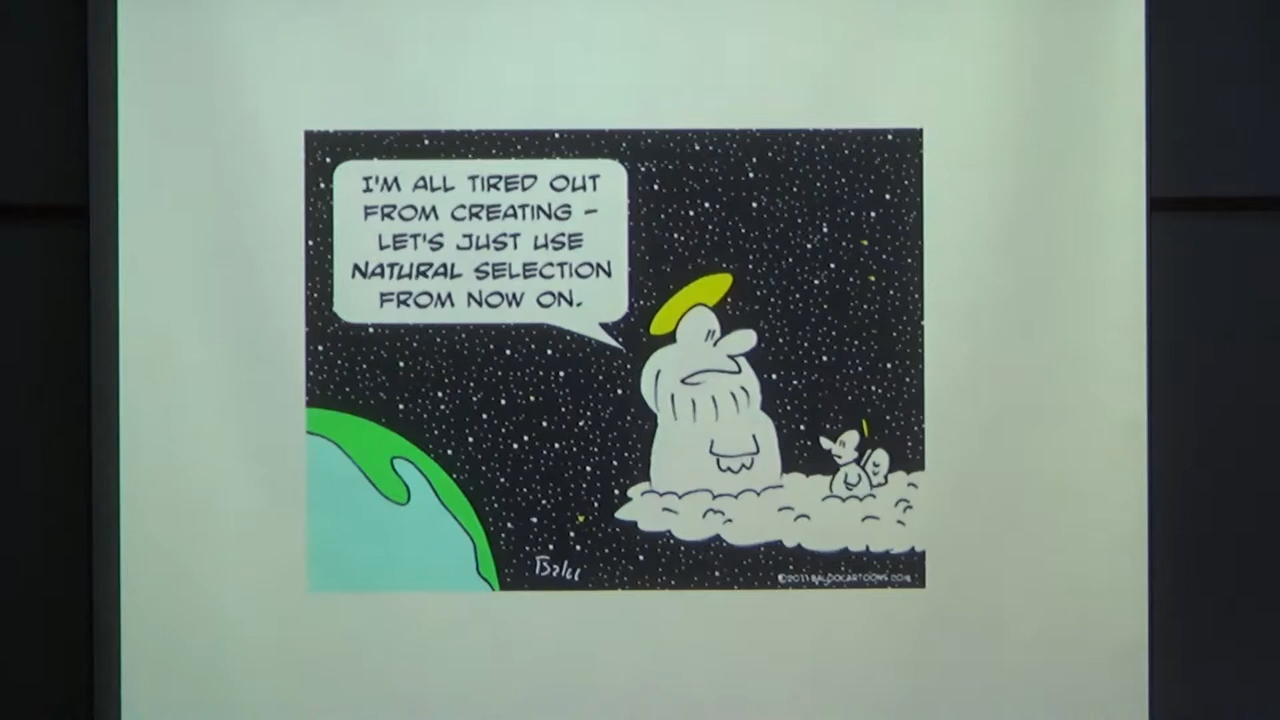 I'M ALL TIRED OUT
FROM CREATING -
LET'S JUST USE
NATURAL SELECTION
FROM NOW ON.